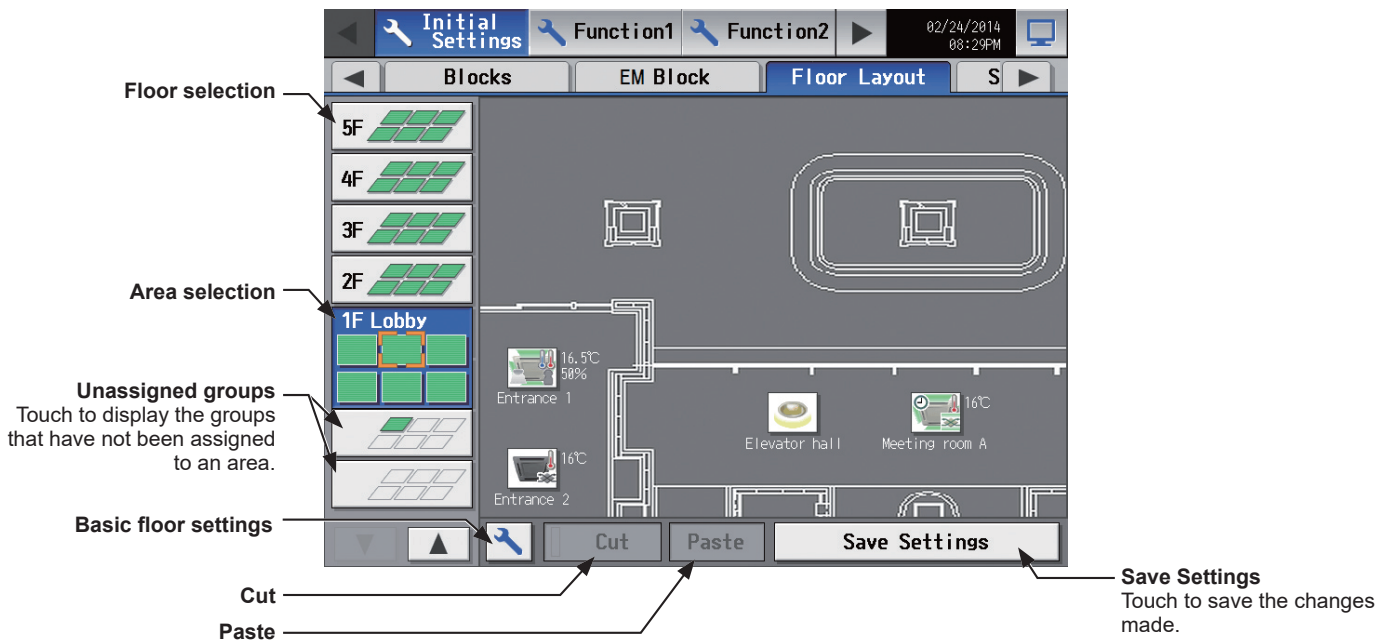 Initial
Settings
Function1
Function2
02/24/2014
08:29PM
Blocks
EM Block
Floor Layout
S
Floor selection
5F
4F
3F
2F
Area selection
1F Lobby
16.5℃
50%
Entrance 1
16℃
Elevator hall
Meeting room A
Unassigned groups
Touch to display the groups
that have not been assigned
to an area.
16℃
Entrance 2
Basic floor settings
Cut
Paste
Save Settings
Cut
Paste
Save Settings
Touch to save the changes
made.